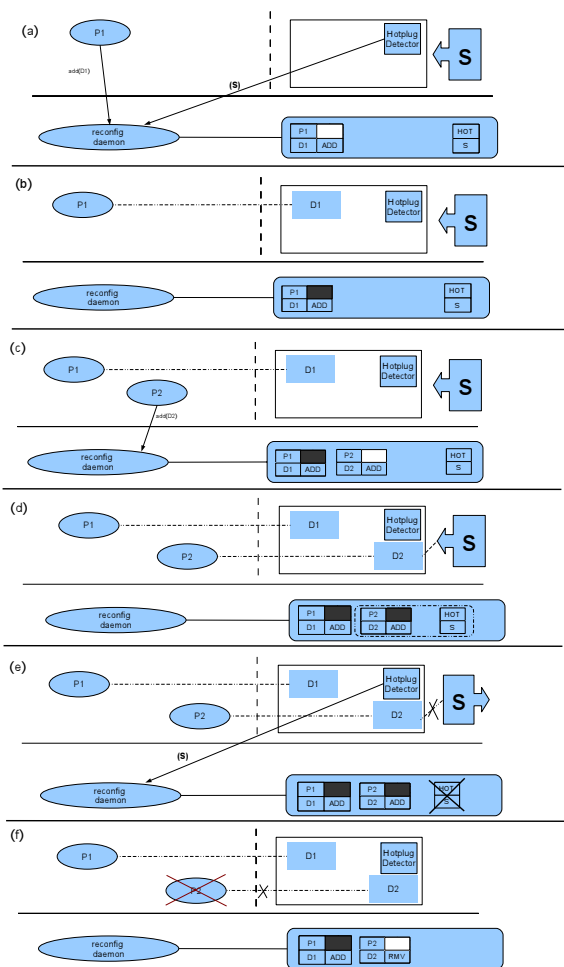 (a)
P1
Hotplug
Detector
S
add(D1)
(S)
reconfig
daemon
P1
D1 ADD
HOT
S
(b)
P1
D1
Hotplug
Detector
S
reconfig
daemon
P1
D1 ADD
HOT
S
(c)
P1
D1
Hotplug
Detector
S
P2
add(D2)
reconfig
daemon
P1
D1 ADD
P2
D2 ADD
HOT
S
(d)
P1
D1
Hotplug
Detector
S
P2
D2
reconfig
daemon
P1
D1 ADD
P2
D2 ADD
HOT
S
(e)
P1
D1
Hotplug
Detector
S
P2
D2
(S)
reconfig
daemon
P1
D1 ADD
P2
D2 ADD
HOT
S
(f)
P1
D1
Hotplug
Detector
P2
D2
reconfig
daemon
P1
D1 ADD
P2
D2 RMV